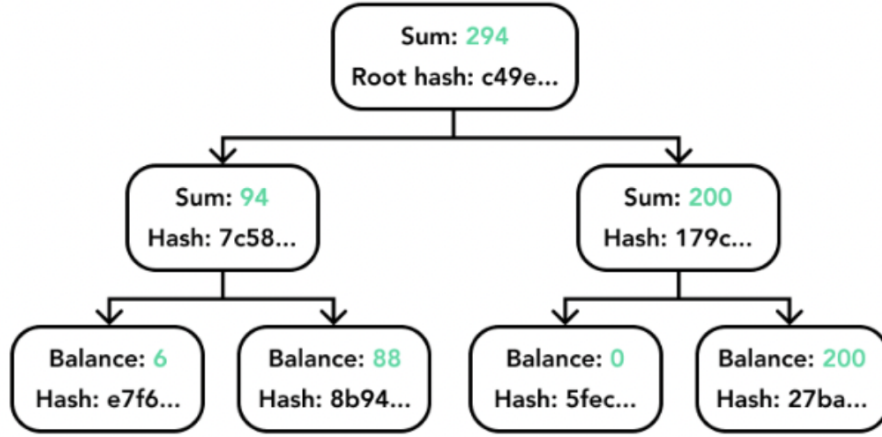 Sum: 294
Root hash: c49e...
Sum: 94
Hash: 7c58...
Sum: 200
Hash: 179c...
Balance: 6
Hash: e7f6...
Balance: 88
Hash: 8b94...
Balance: 0
Hash: 5fec...
Balance: 200
Hash: 27ba...